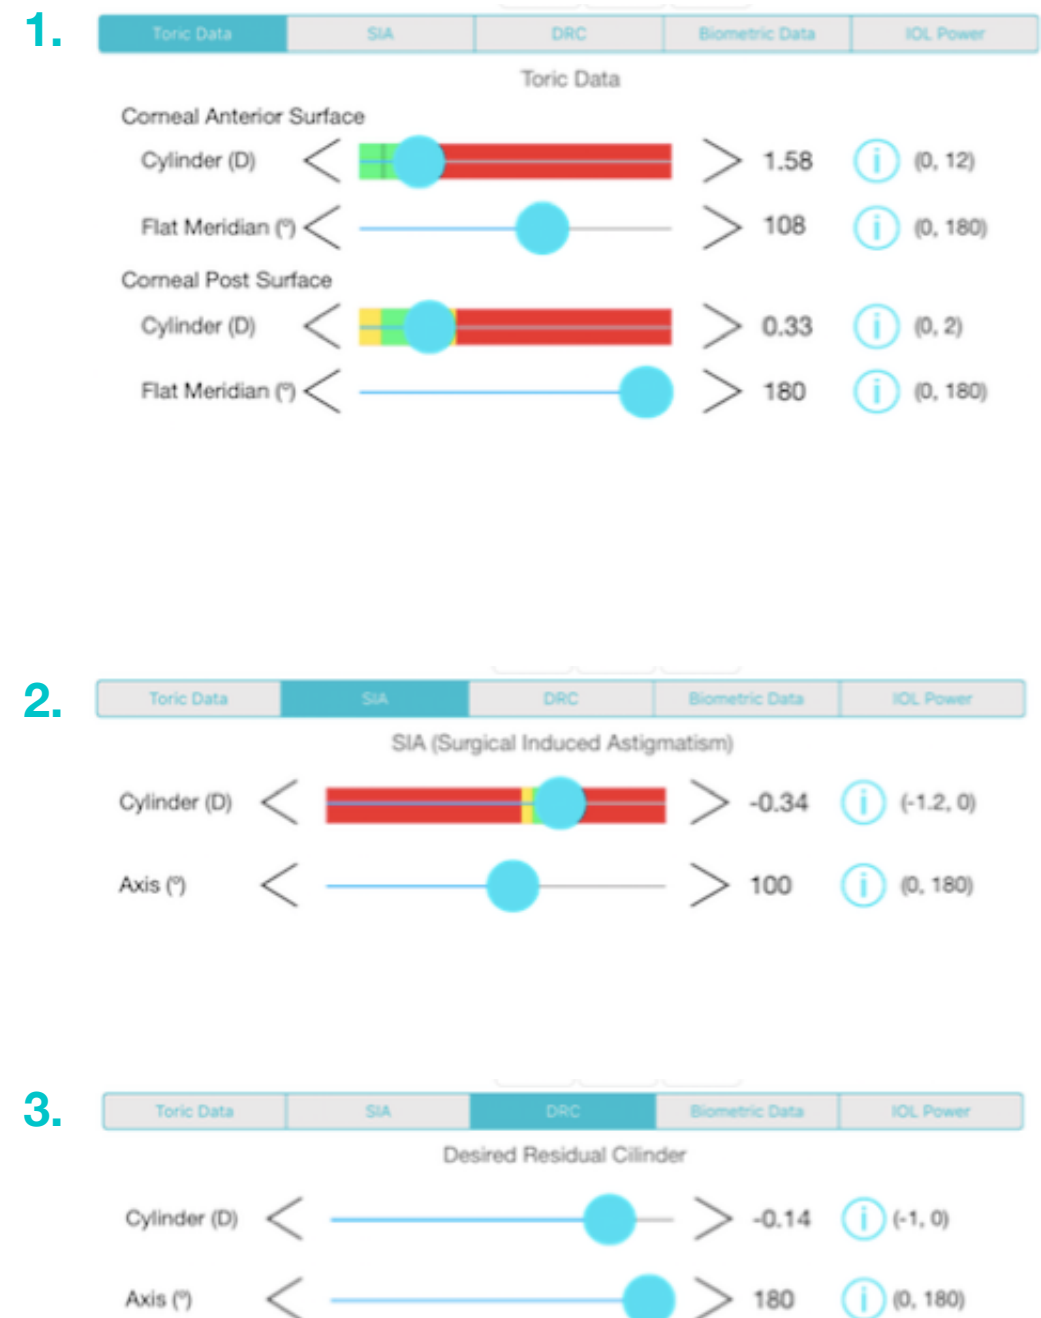 1.
Toric Data SIA DRC Biometric Data IOL Power
Toric Data
Corneal Anterior Surface
Cylinder (D) 1.58 i (0, 12)
Flat Meridian (º) 108 i (0, 180)
Corneal Post Surface
Cylinder (D) 0.33 i (0, 2)
Flat Meridian (º) 180 i (0, 180)
2.
Toric Data SIA DRC Biometric Data IOL Power
SIA (Surgical Induced Astigmatism)
Cylinder (D) -0.34 i (-1.2, 0)
Axis (º) 100 i (0, 180)
3.
Toric Data SIA DRC Biometric Data IOL Power
Desired Residual Cilinder
Cylinder (D) -0.14 i (-1, 0)
Axis (º) 180 i (0, 180)